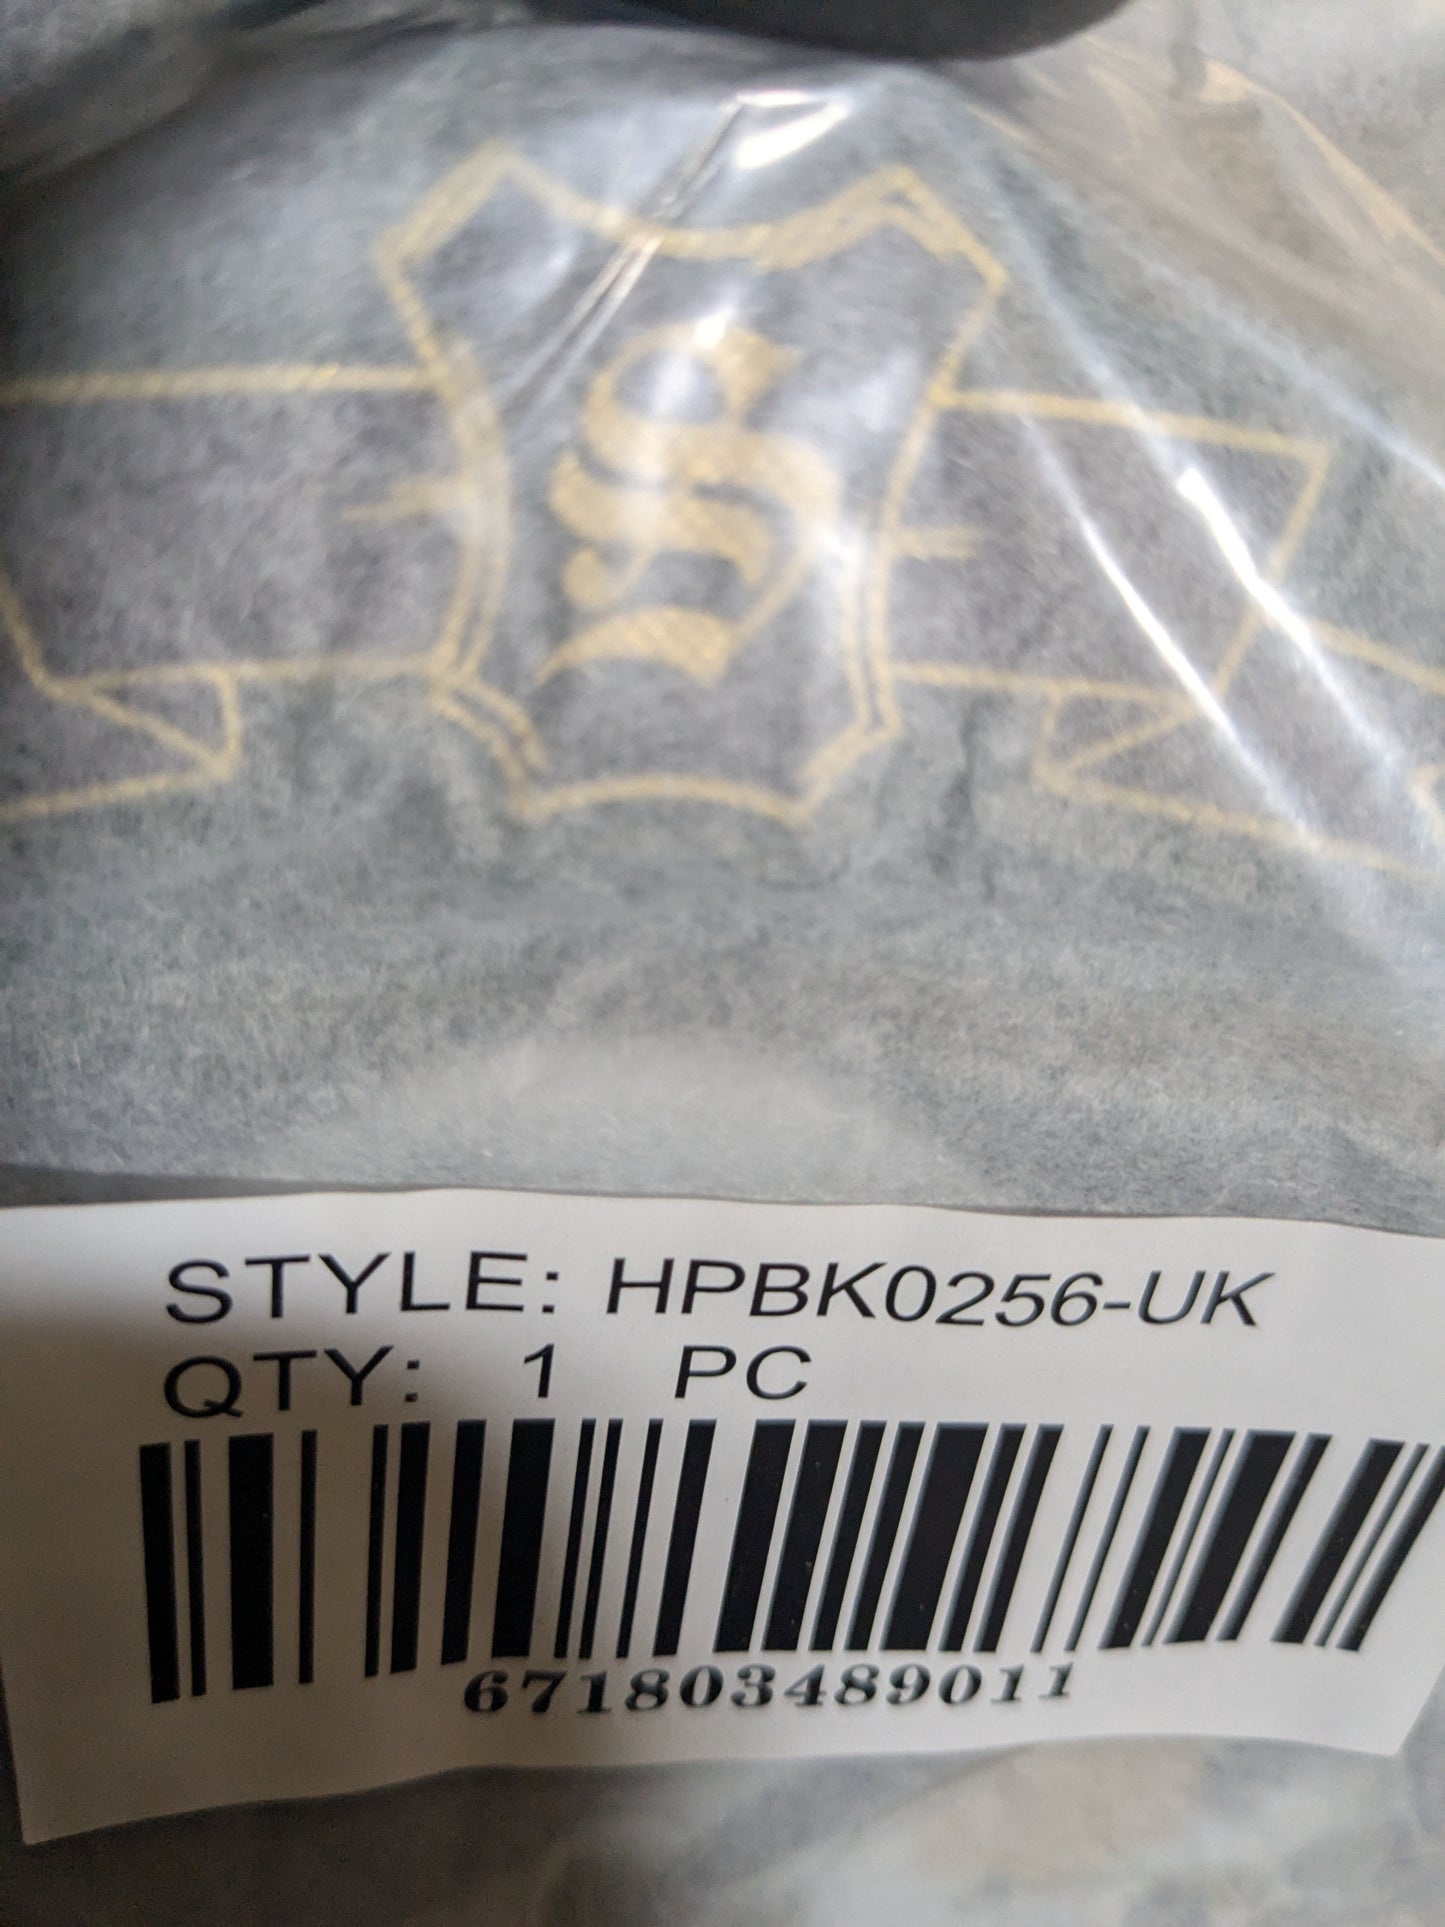 S
STYLE: HPBK0256-UK
QTY: 1 PC
671803489011